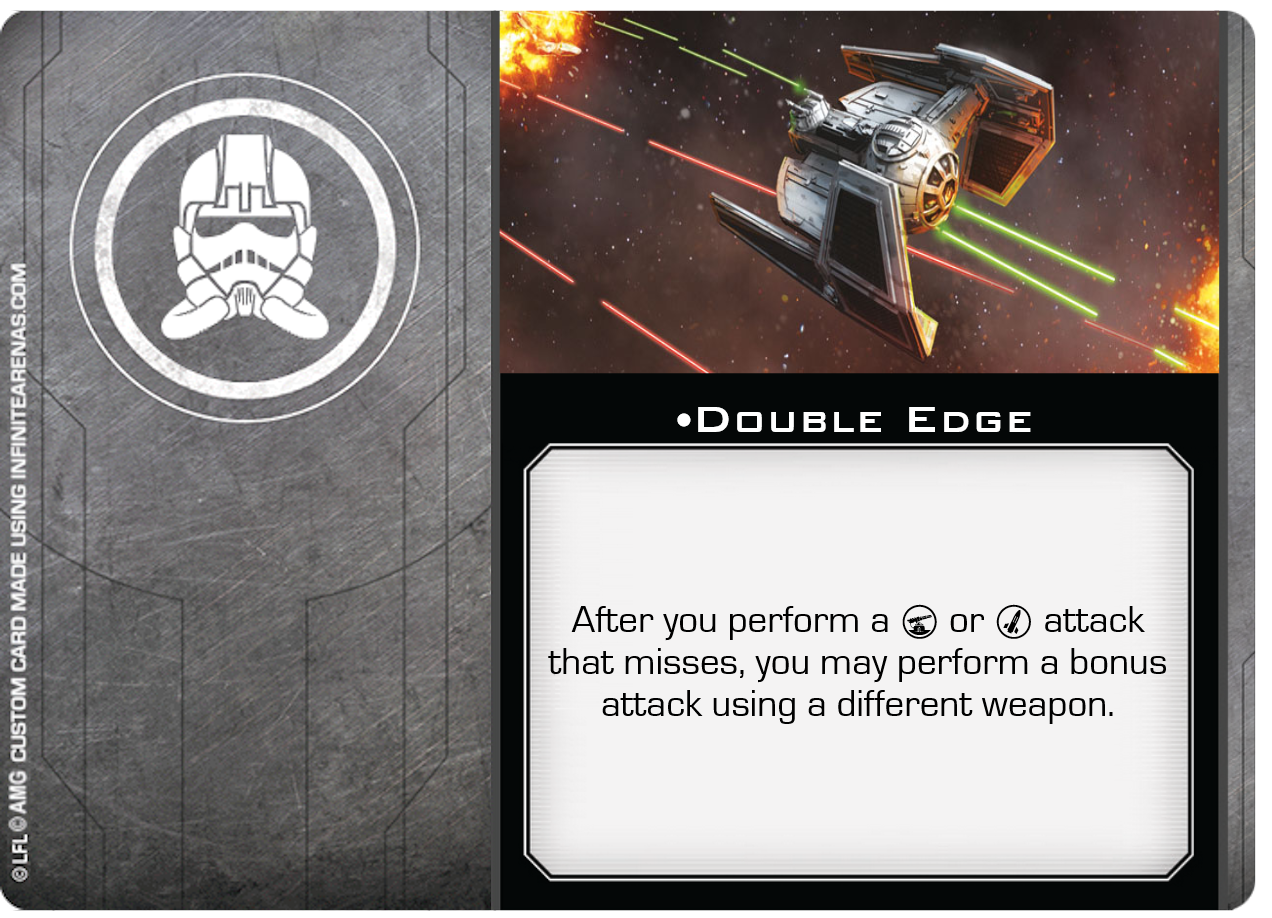 •Double Edge
After you perform a or attack
that misses, you may perform a bonus
attack using a different weapon.
©LFL ©AMG CUSTOM CARD MADE USING INFINITEARENAS.COM